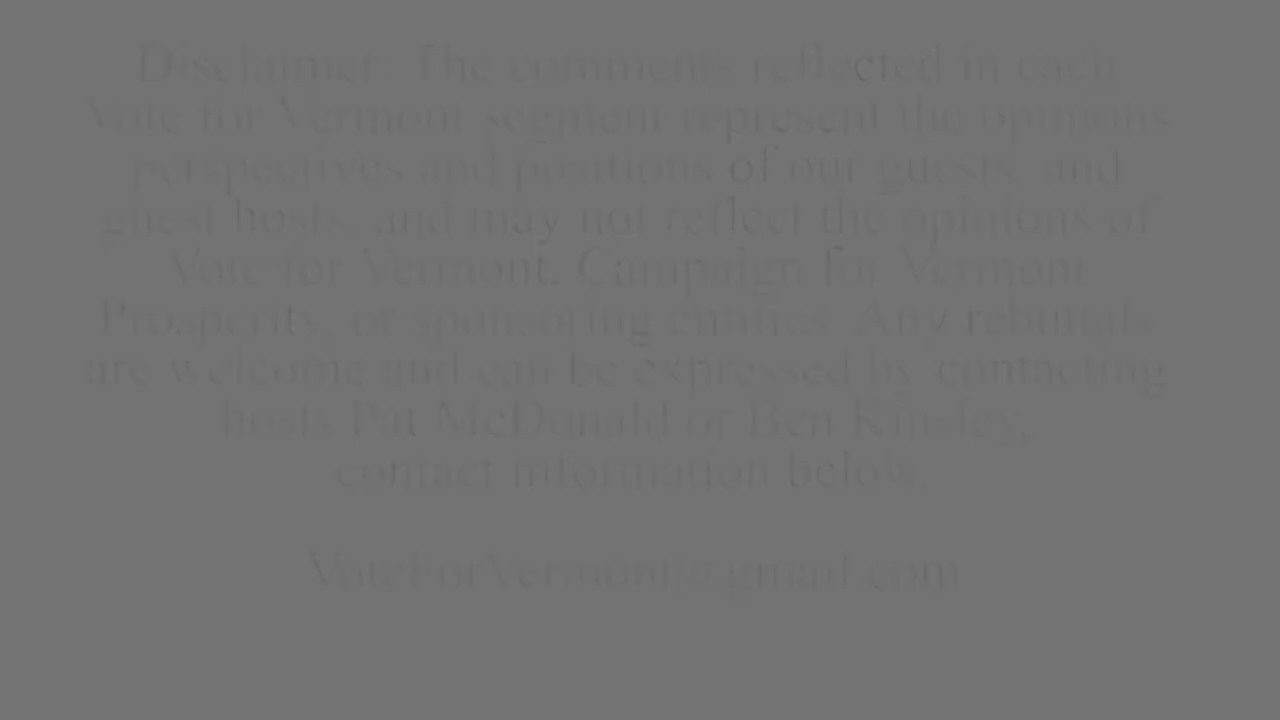 Disclaimer: The comments reflected in each
Vote for Vermont segment represent the opinions
perspectives and positions of our guests, and
guest hosts, and may not reflect the opinions of
Vote for Vermont, Campaign for Vermont
Prosperity, or sponsoring entities. Any rebuttals
are welcome and can be expressed by contacting
hosts Pat McDonald or Ben Kinsley;
contact information below.
VoteForVermont@gmail.com